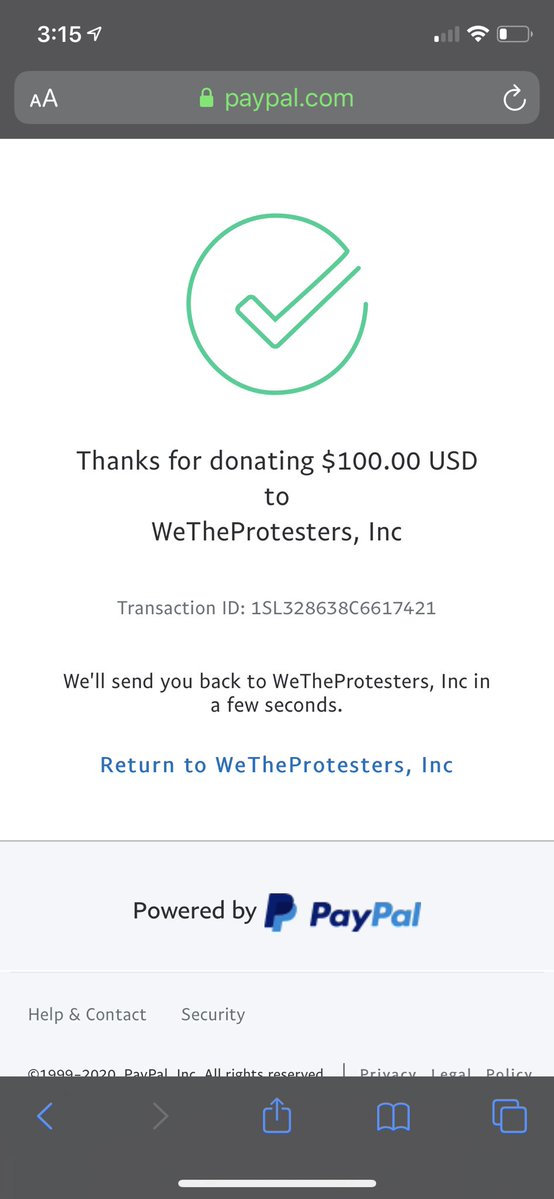 3:15
AA paypal.com
Thanks for donating $100.00 USD
to
WeTheProtesters, Inc
Transaction ID: 1SL328638C6617421
We'll send you back to WeTheProtesters, Inc in
a few seconds.
Return to WeTheProtesters, Inc
Powered by PayPal
Help & Contact Security
©1999-2020 PayPal, Inc. All rights reserved. | Privacy Legal Policy